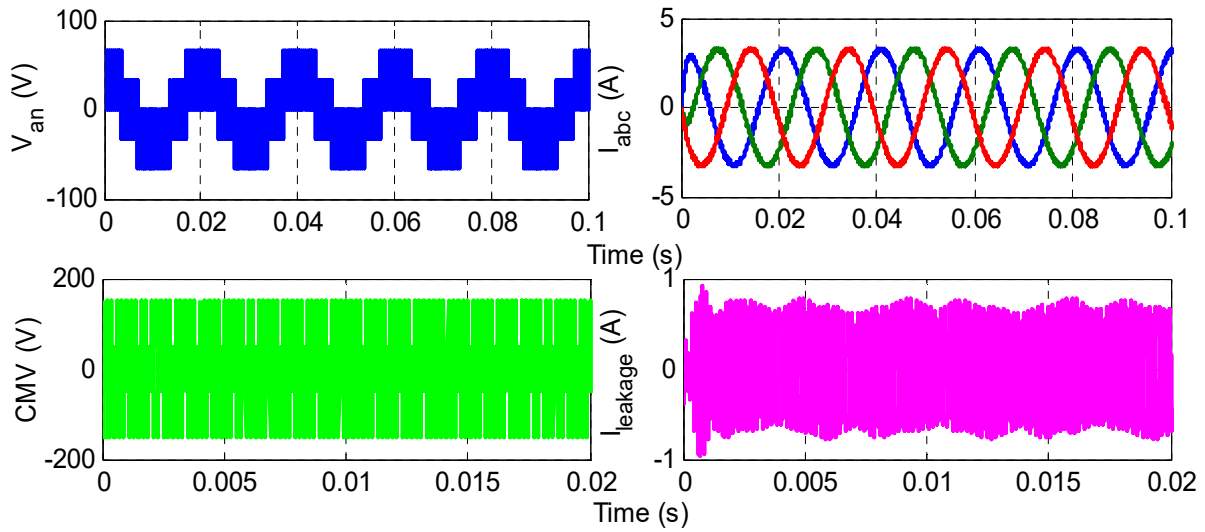 100
0
-100
V_an (V)
0 0.02 0.04 0.06 0.08 0.1
5
0
-5
I_abc (A)
0 0.02 0.04 0.06 0.08 0.1
Time (s)
200
0
-200
CMV (V)
0 0.005 0.01 0.015 0.02
1
0
-1
I_leakage (A)
0 0.005 0.01 0.015 0.02
Time (s)